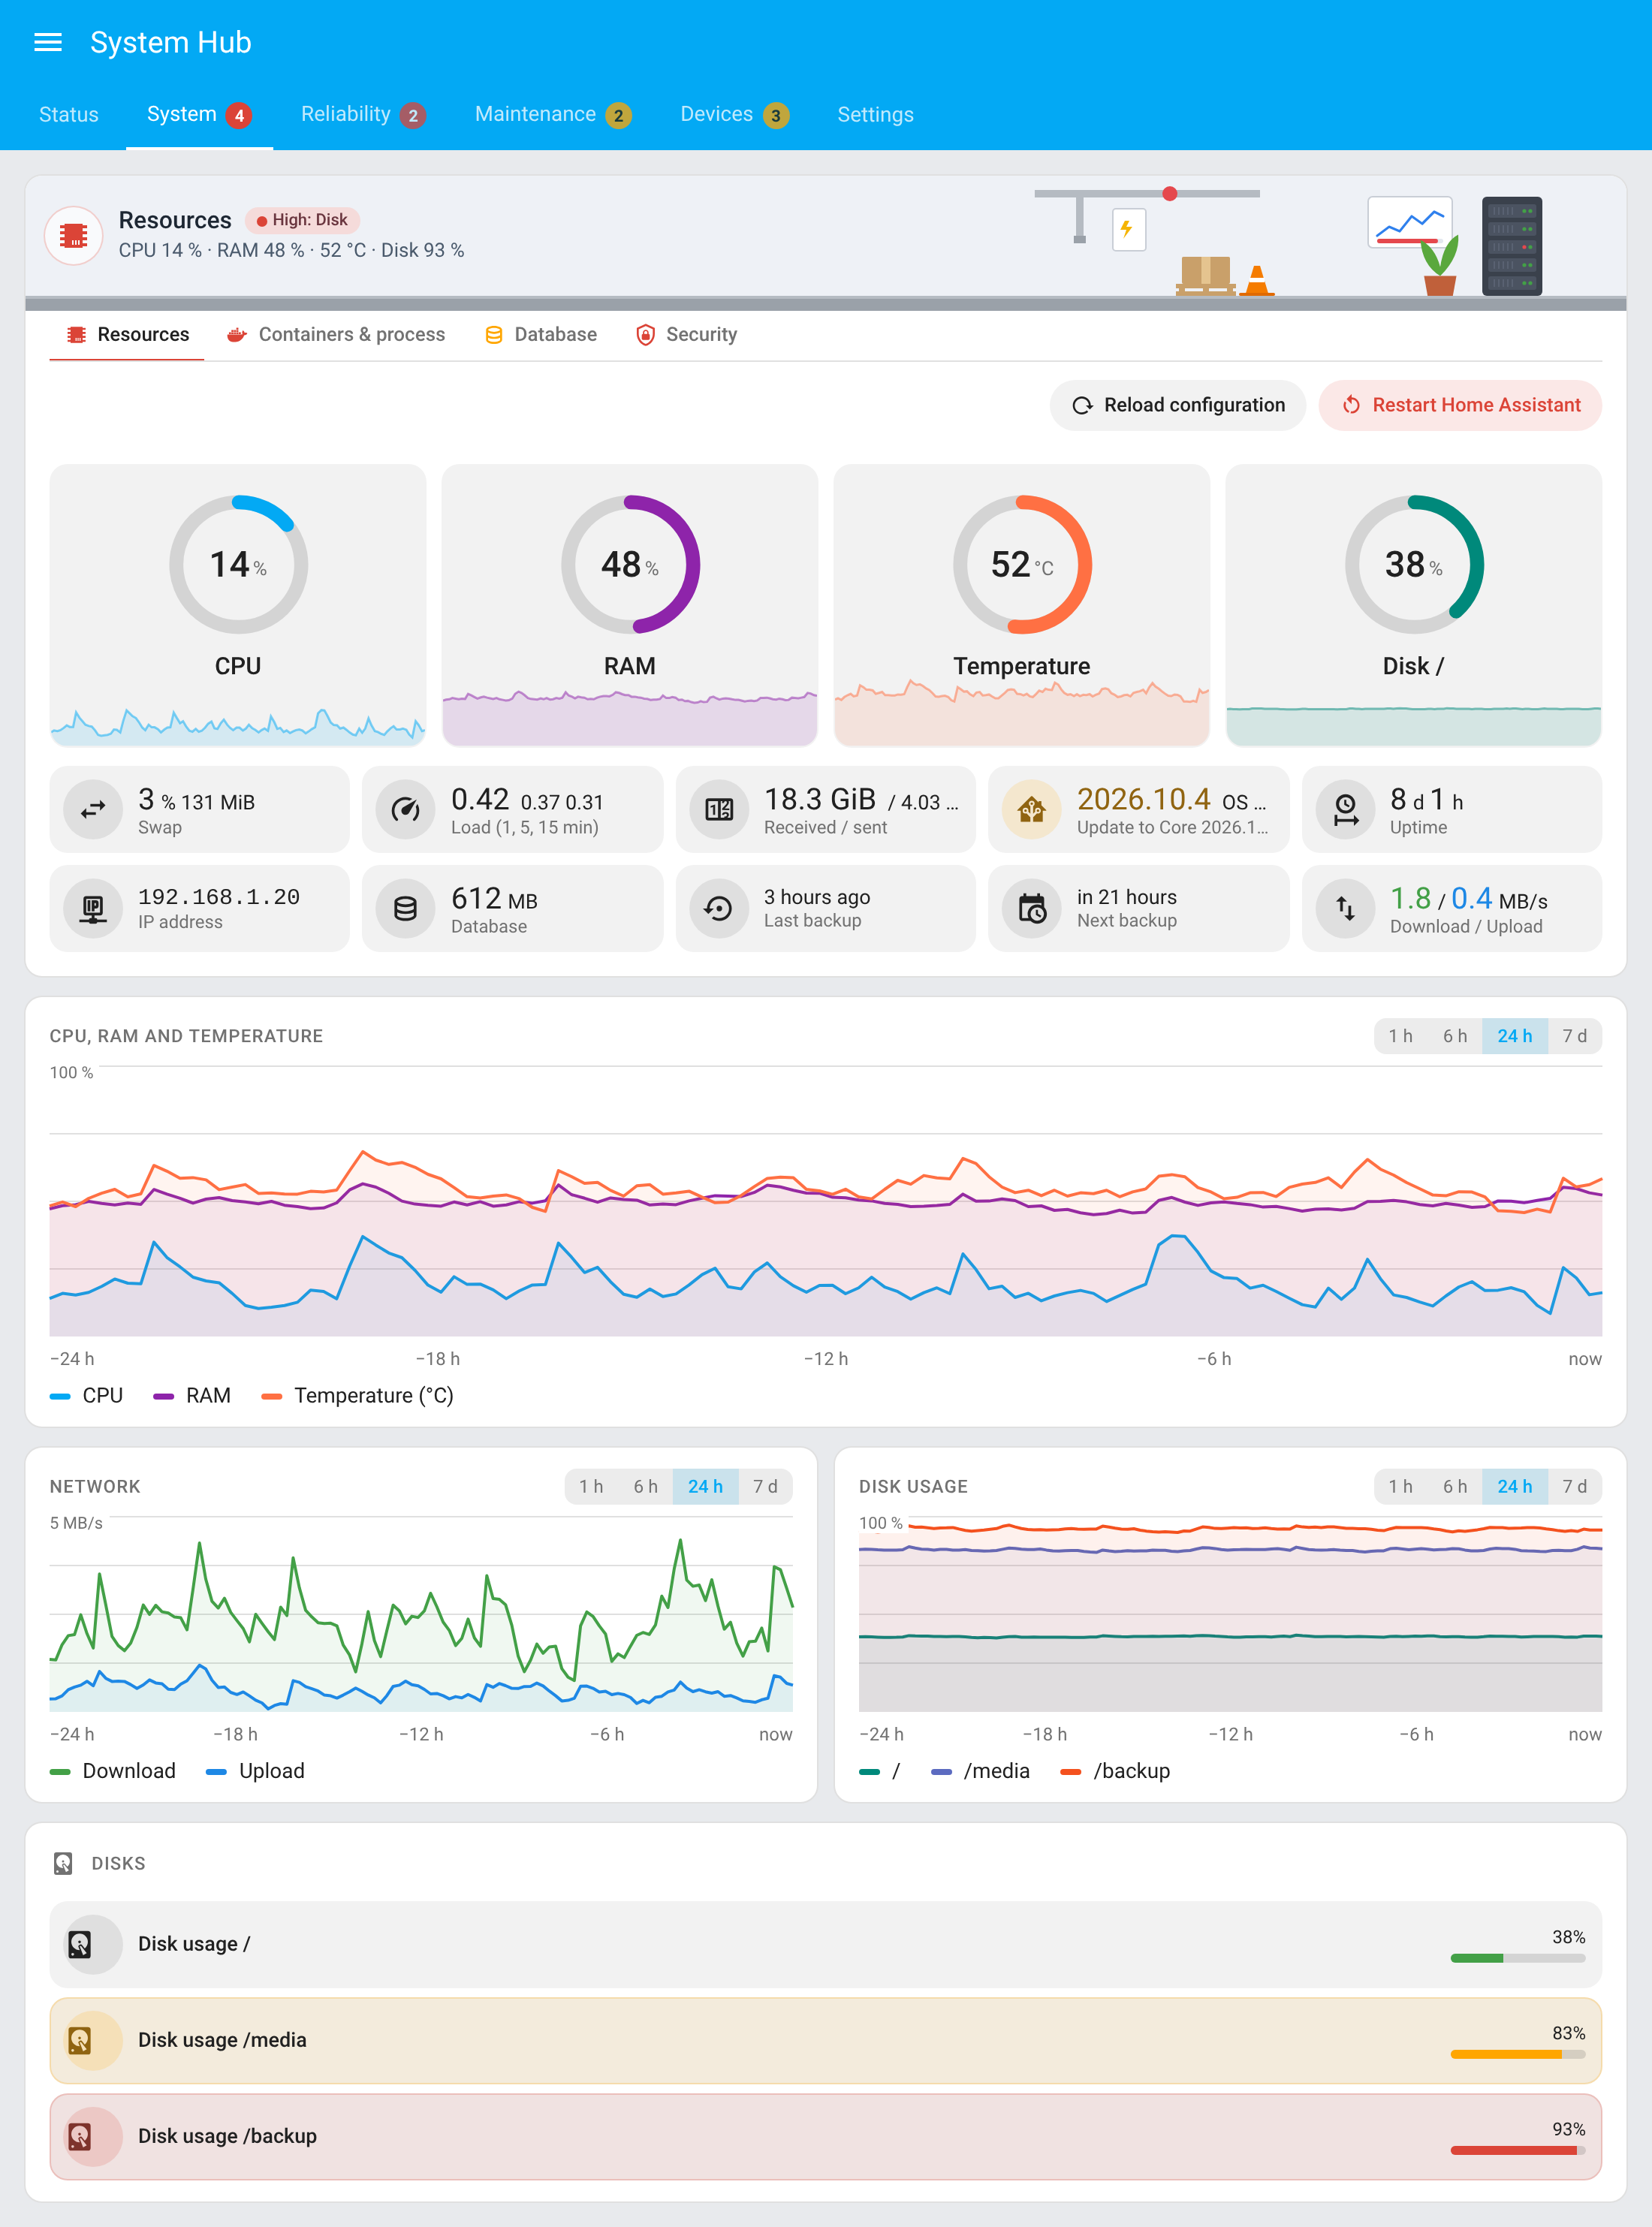 System Hub
Status System 4 Reliability 2 Maintenance 2 Devices 3 Settings
Resources High: Disk
CPU 14 % · RAM 48 % · 52 °C · Disk 93 %
Resources Containers & process Database Security
Reload configuration Restart Home Assistant
14 % 48 % 52 °C 38 %
CPU RAM Temperature Disk /
3 % 131 MiB
Swap
0.42 0.37 0.31
Load (1, 5, 15 min)
18.3 GiB / 4.03 ...
Received / sent
2026.10.4 OS ...
Update to Core 2026.1...
8 d 1 h
Uptime
192.168.1.20
IP address
612 MB
Database
3 hours ago
Last backup
in 21 hours
Next backup
1.8 / 0.4 MB/s
Download / Upload
CPU, RAM AND TEMPERATURE 1 h 6 h 24 h 7 d
100 %
−24 h −18 h −12 h −6 h now
CPU RAM Temperature (°C)
NETWORK 1 h 6 h 24 h 7 d
5 MB/s
−24 h −18 h −12 h −6 h now
Download Upload
DISK USAGE 1 h 6 h 24 h 7 d
100 %
−24 h −18 h −12 h −6 h now
/ /media /backup
DISKS
Disk usage / 38%
Disk usage /media 83%
Disk usage /backup 93%